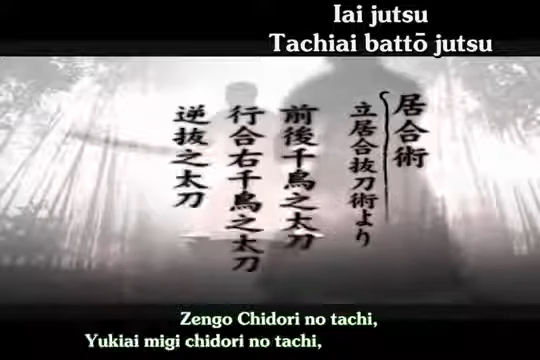 Iai jutsu
Tachiai battō jutsu
居合術
立居合抜刀術より
前後千鳥之太刀
行合右千鳥之太刀
逆抜之太刀
Zengo Chidori no tachi,
Yukiai migi chidori no tachi,